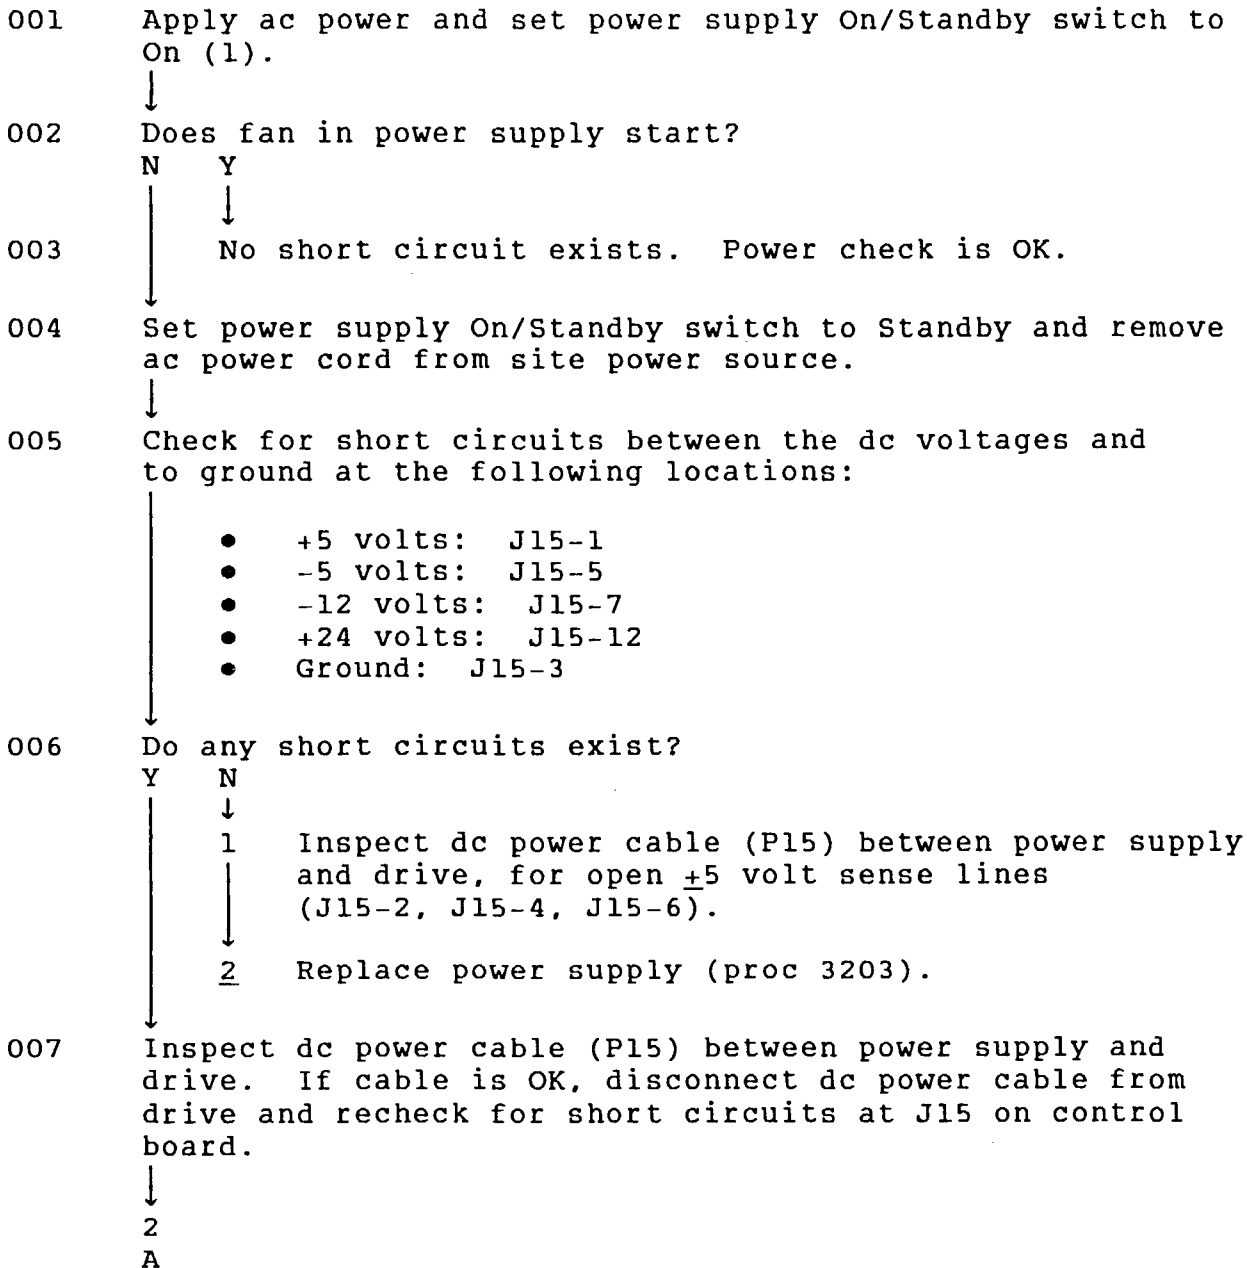 001 Apply ac power and set power supply On/Standby switch to
On (1).
002 Does fan in power supply start?
N Y
003 No short circuit exists. Power check is OK.
004 Set power supply On/Standby switch to Standby and remove
ac power cord from site power source.
005 Check for short circuits between the dc voltages and
to ground at the following locations:
• +5 volts: J15-1
• -5 volts: J15-5
• -12 volts: J15-7
• +24 volts: J15-12
• Ground: J15-3
006 Do any short circuits exist?
Y N
1 Inspect dc power cable (P15) between power supply
and drive, for open ±5 volt sense lines
(J15-2, J15-4, J15-6).
2 Replace power supply (proc 3203).
007 Inspect dc power cable (P15) between power supply and
drive. If cable is OK, disconnect dc power cable from
drive and recheck for short circuits at J15 on control
board.
2
A